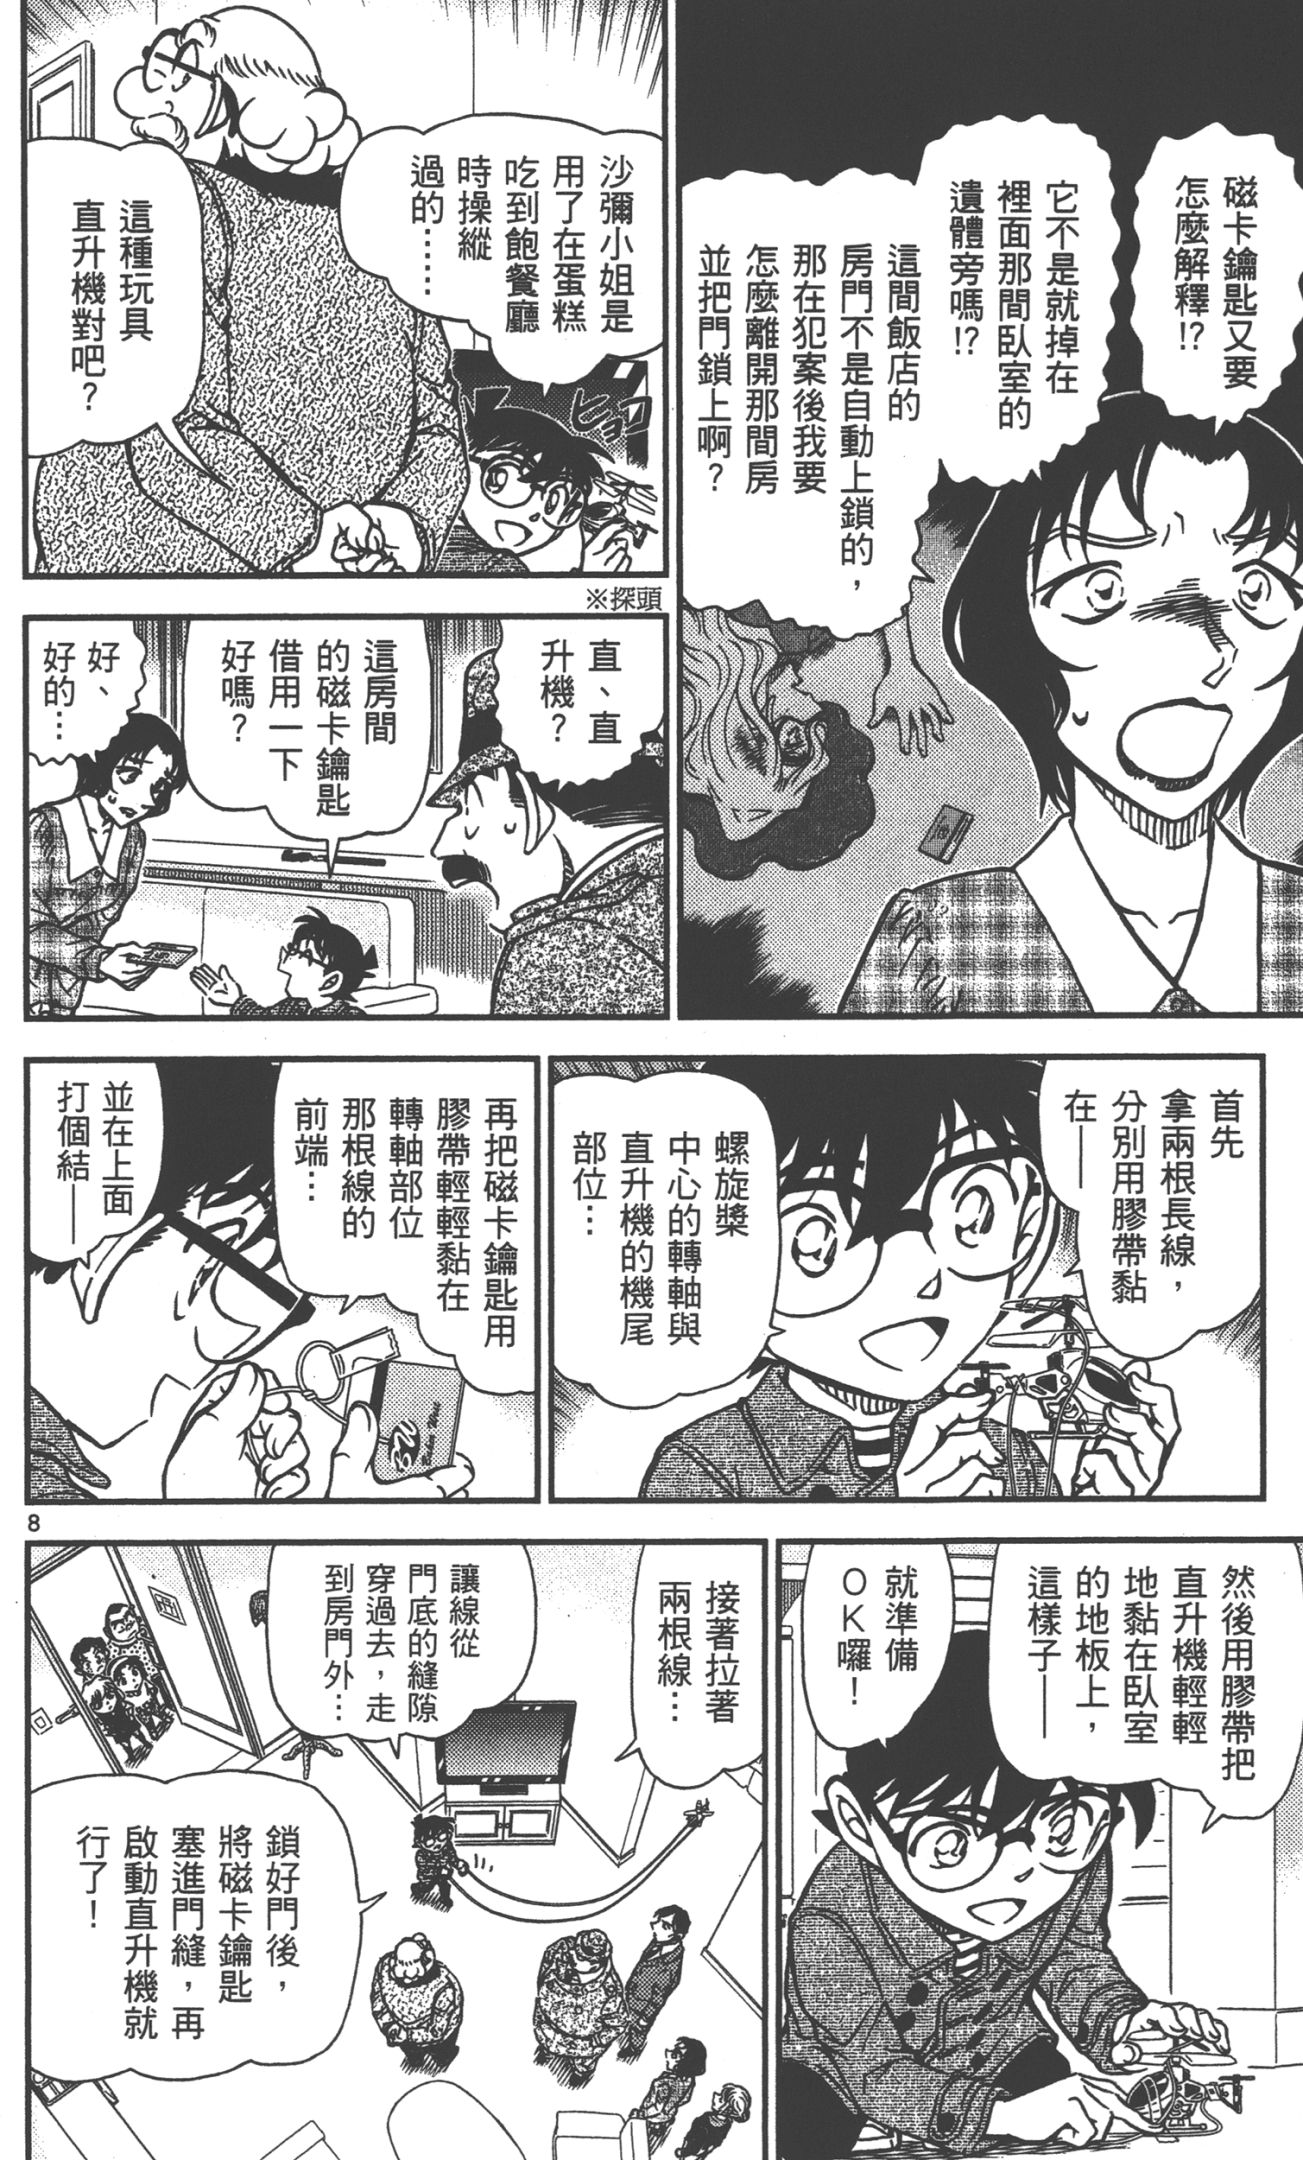 磁卡鑰匙又要
怎麼解釋!?
它不是就掉在
裡面那間臥室的
遺體旁嗎!?
這間飯店的
房門不是自動上鎖的，
那在犯案後我要
怎麼離開那間房
並把門鎖上啊？
沙彌小姐是
用了在蛋糕
吃到飽餐廳
時操縱
過的……
這種玩具
直升機對吧？
ヒョコ
※探頭
直、直
升機？
這房間
的磁卡鑰匙
借用一下
好嗎？
好、
好的…
首先
拿兩根長線，
分別用膠帶黏
在——
螺旋槳
中心的轉軸與
直升機的機尾
部位…
再把磁卡鑰匙用
膠帶輕輕黏在
轉軸部位
那根線的
前端…
並在上面
打個結——
8
然後用膠帶把
直升機輕輕
地黏在臥室
的地板上，
這樣子——
就準備
OK囉！
接著拉著
兩根線…
讓線從
門底的縫隙
穿過去，走
到房門外…
鎖好門後，
將磁卡鑰匙
塞進門縫，再
啟動直升機就
行了！